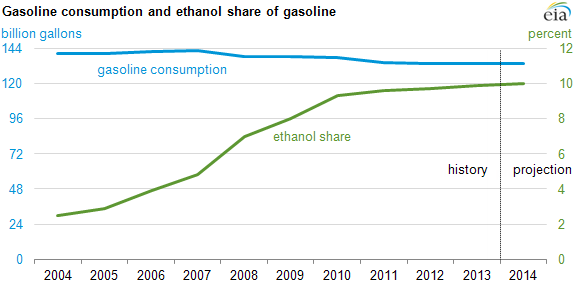 Gasoline consumption and ethanol share of gasoline
eia
billion gallons
percent
144
12
gasoline consumption
120
10
96
8
ethanol share
72
6
history
projection
48
4
24
2
0
0
2004 2005 2006 2007 2008 2009 2010 2011 2012 2013 2014